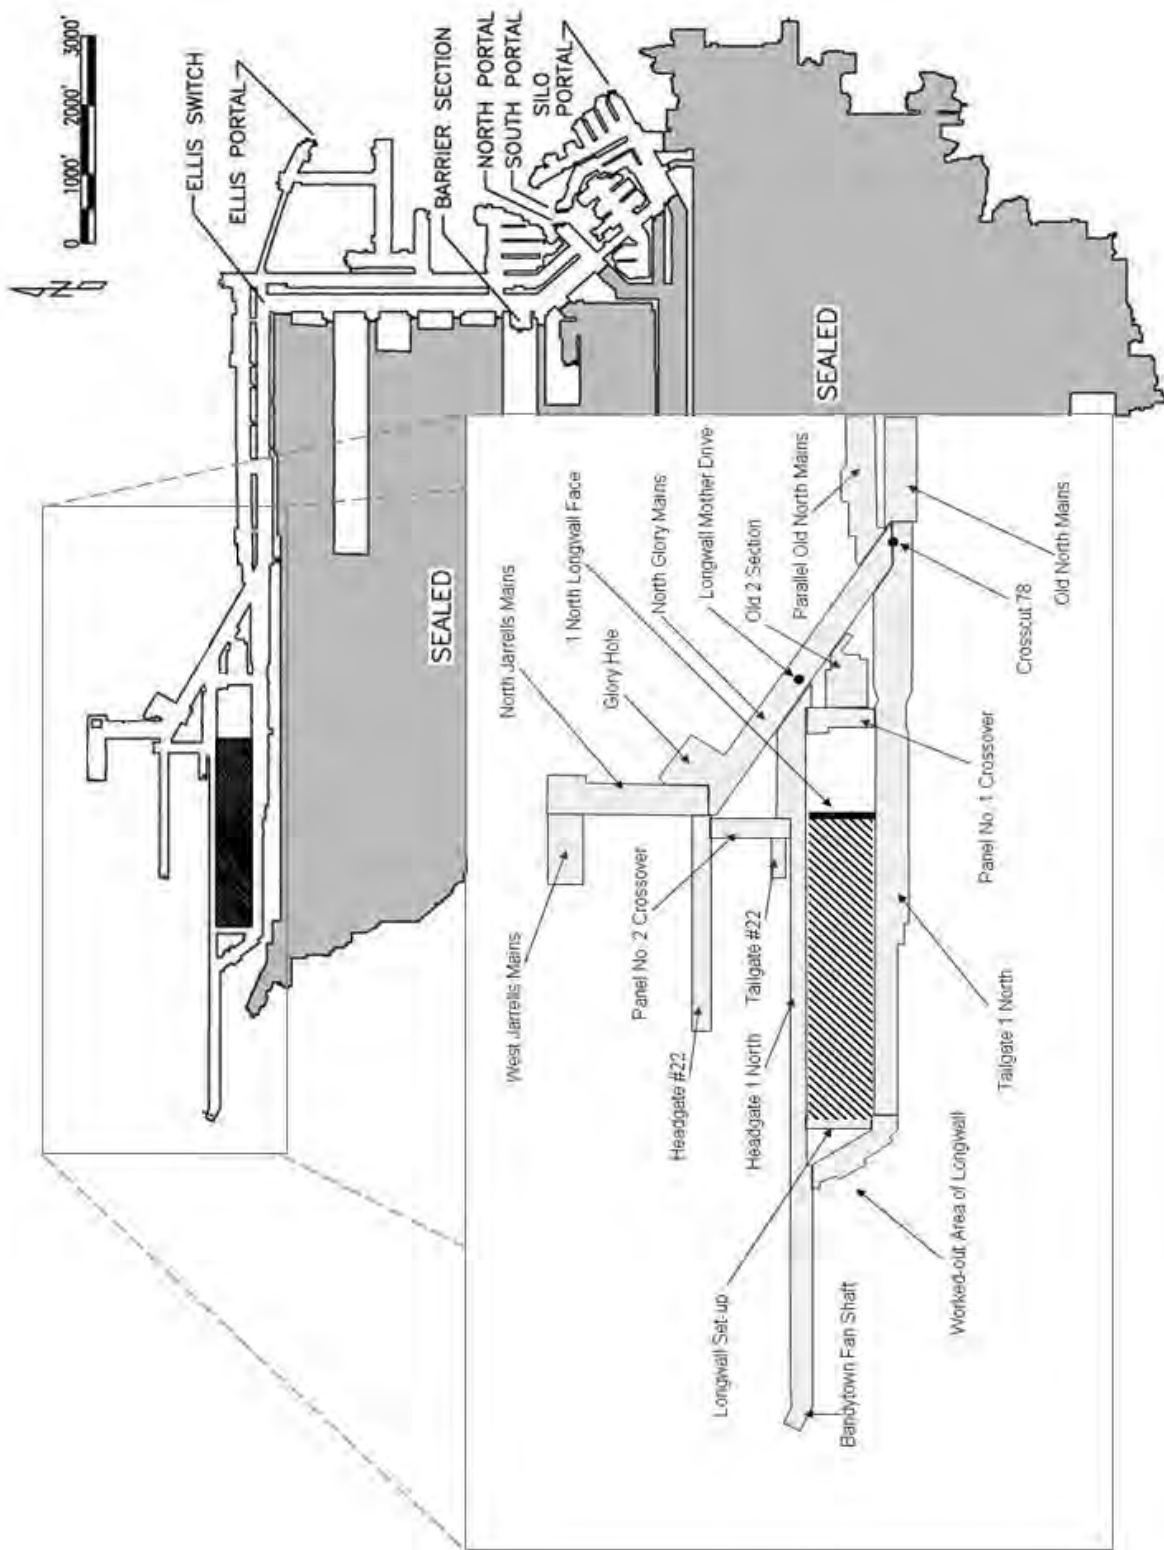 0 1000' 2000' 3000'
N
ELLIS SWITCH
ELLIS PORTAL
BARRIER SECTION
NORTH PORTAL
SOUTH PORTAL
SILO
PORTAL
SEALED
SEALED
North Jarrells Mains
Glory Hole
1 North Longwall Face
North Glory Mains
Longwall Mother Drive
Old 2 Section
Parallel Old North Mains
West Jarrells Mains
Panel No. 2 Crossover
Headgate #22
Tailgate #22
Headgate 1 North
Longwall Set-up
Bandytown Fan Shaft
Worked-out Area of Longwall
Tailgate 1 North
Panel No. 1 Crossover
Crosscut 78
Old North Mains